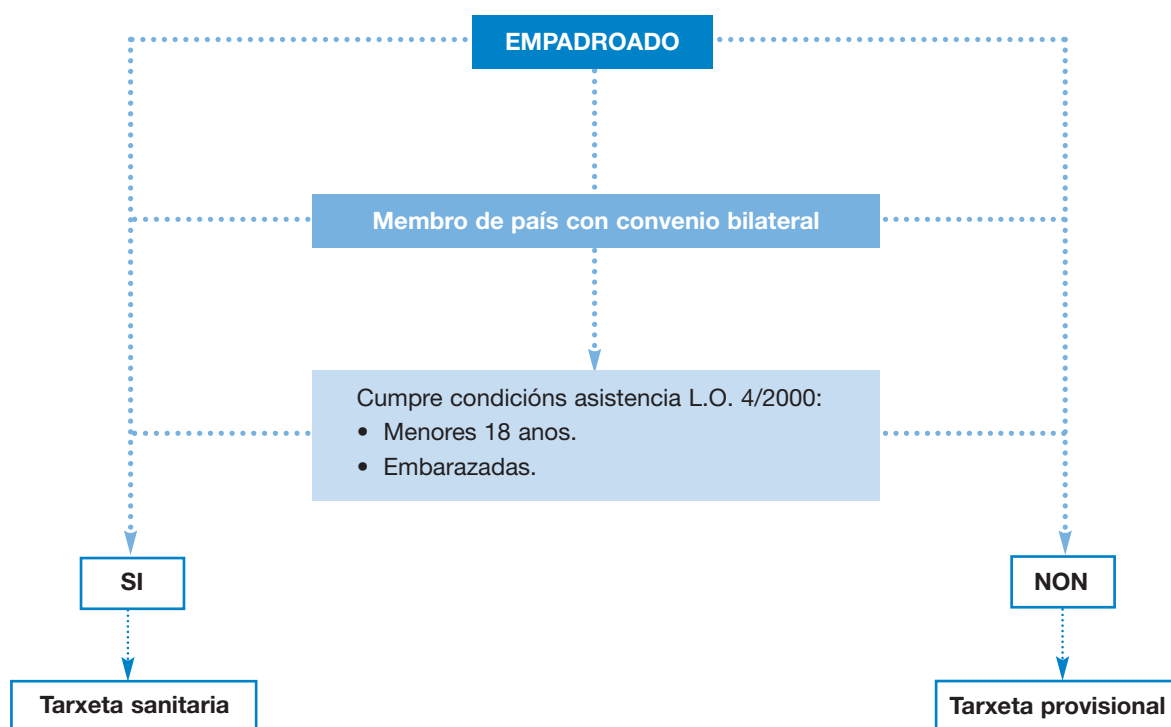 EMPADROADO
Membro de país con convenio bilateral
Cumpre condicións asistencia L.O. 4/2000:
• Menores 18 anos.
• Embarazadas.
SI
NON
Tarxeta sanitaria
Tarxeta provisional